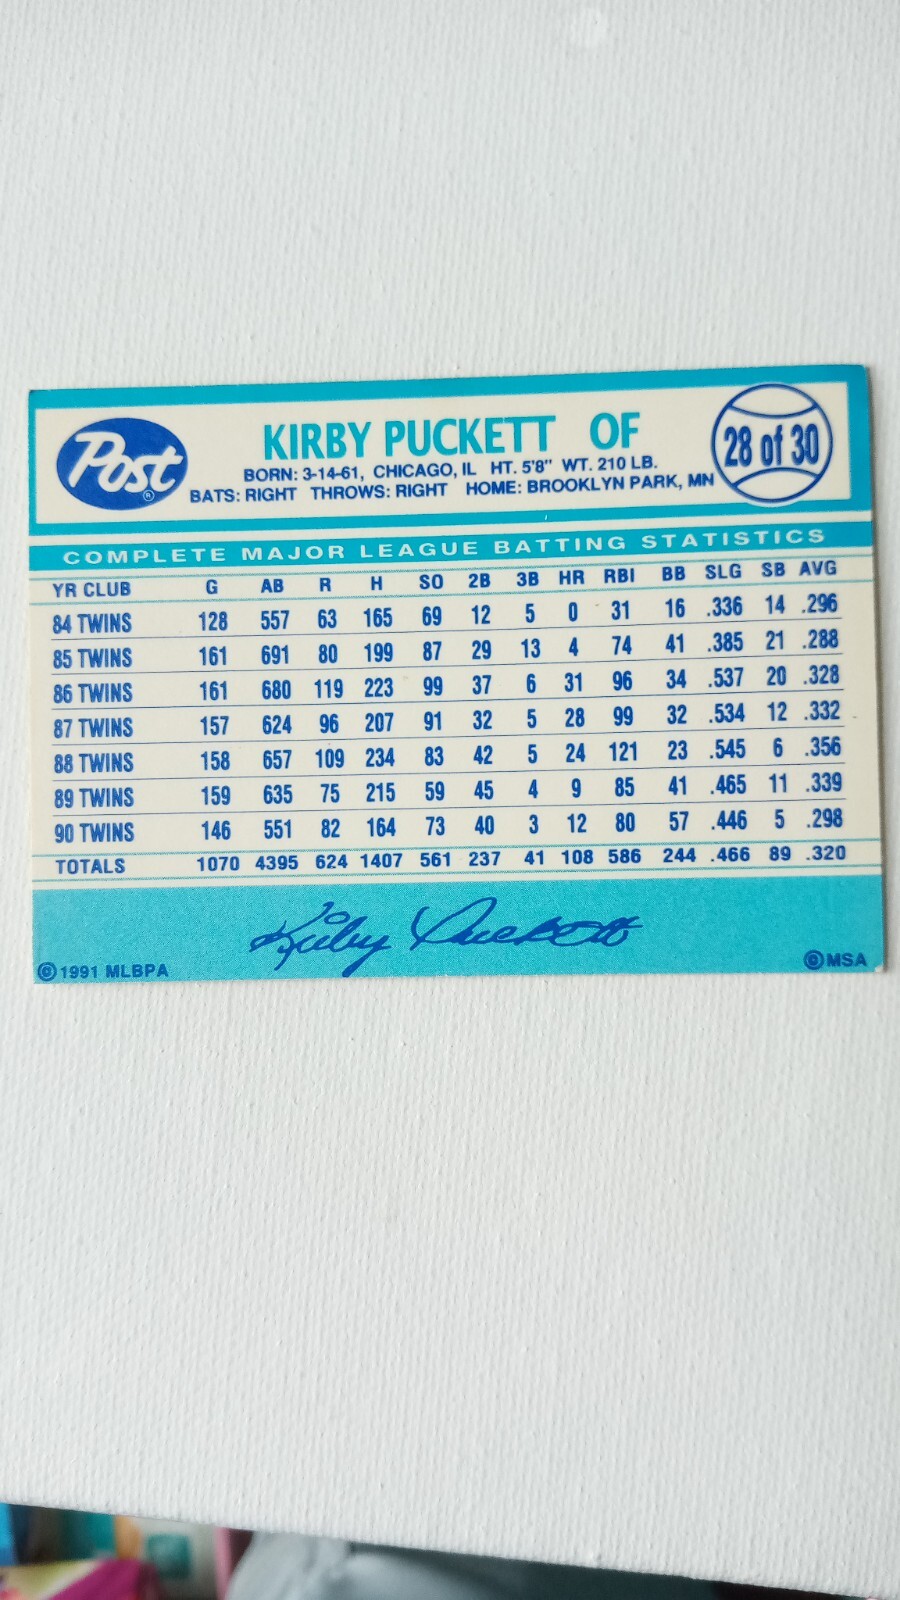 Post ®
KIRBY PUCKETT OF
28 of 30
BORN: 3-14-61, CHICAGO, IL HT. 5'8" WT. 210 LB.
BATS: RIGHT THROWS: RIGHT HOME: BROOKLYN PARK, MN
COMPLETE MAJOR LEAGUE BATTING STATISTICS
YR CLUB G AB R H SO 2B 3B HR RBI BB SLG SB AVG
84 TWINS 128 557 63 165 69 12 5 0 31 16 .336 14 .296
85 TWINS 161 691 80 199 87 29 13 4 74 41 .385 21 .288
86 TWINS 161 680 119 223 99 37 6 31 96 34 .537 20 .328
87 TWINS 157 624 96 207 91 32 5 28 99 32 .534 12 .332
88 TWINS 158 657 109 234 83 42 5 24 121 23 .545 6 .356
89 TWINS 159 635 75 215 59 45 4 9 85 41 .465 11 .339
90 TWINS 146 551 82 164 73 40 3 12 80 57 .446 5 .298
TOTALS 1070 4395 624 1407 561 237 41 108 586 244 .466 89 .320
Kirby Puckett
©1991 MLBPA
©MSA